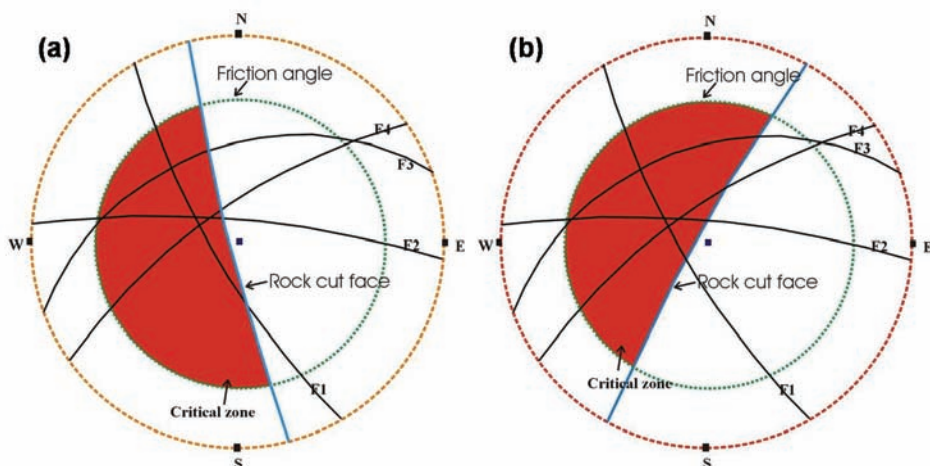 (a)
N
Friction angle
F4
F3
W
F2
E
Rock cut face
F1
Critical zone
S
(b)
N
Friction angle
F4
F3
W
F2
E
Rock cut face
Critical zone
F1
S